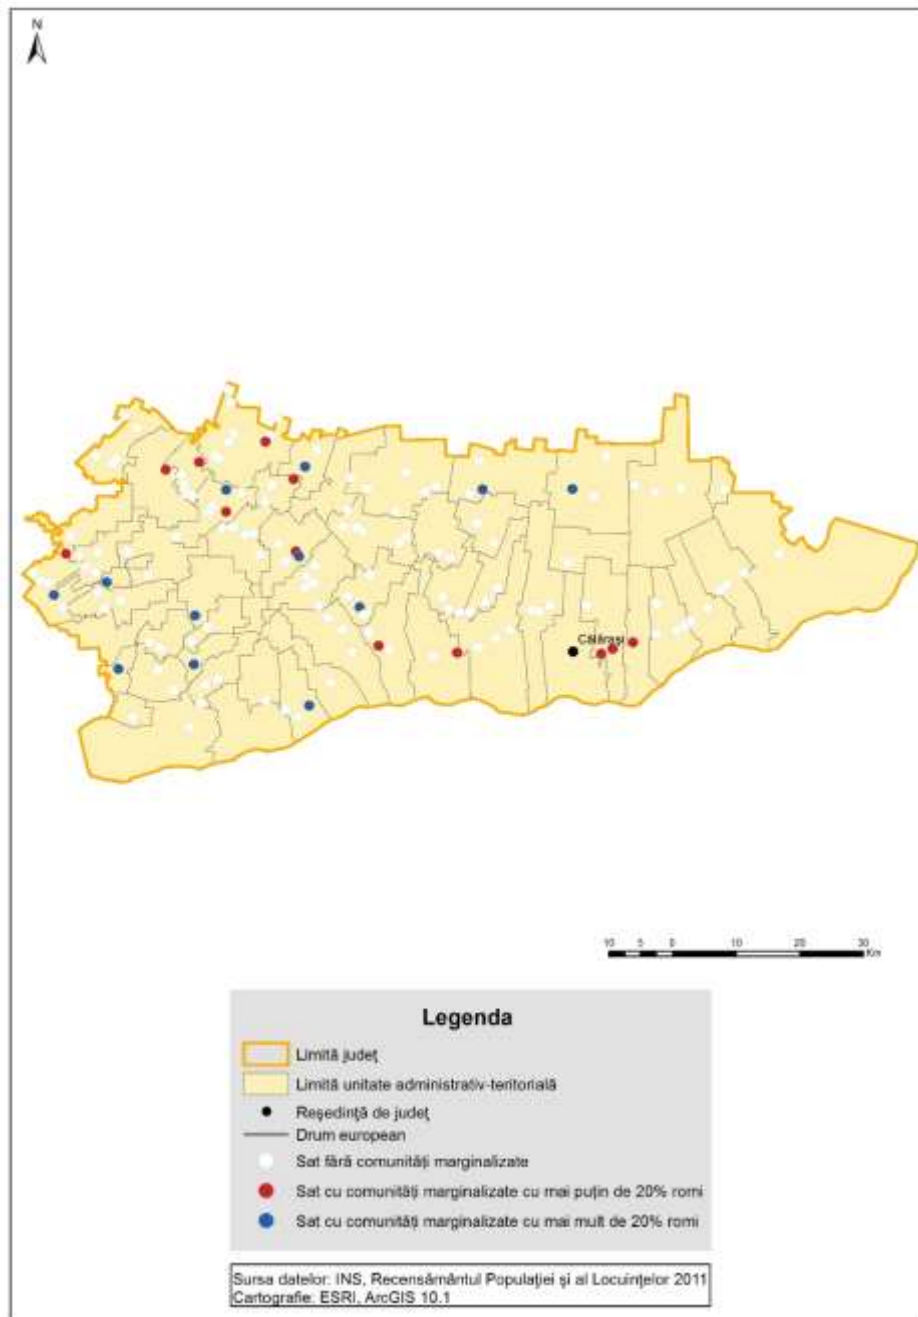 N
Călărași
10 5 0 10 20 30
Km
Legenda
Limită județ
Limită unitate administrativ-teritorială
Reședință de județ
Drum european
Sat fără comunități marginalizate
Sat cu comunități marginalizate cu mai puțin de 20% romi
Sat cu comunități marginalizate cu mai mult de 20% romi
Sursa datelor: INS, Recensământul Populației și al Locuințelor 2011
Cartografie: ESRI, ArcGIS 10.1